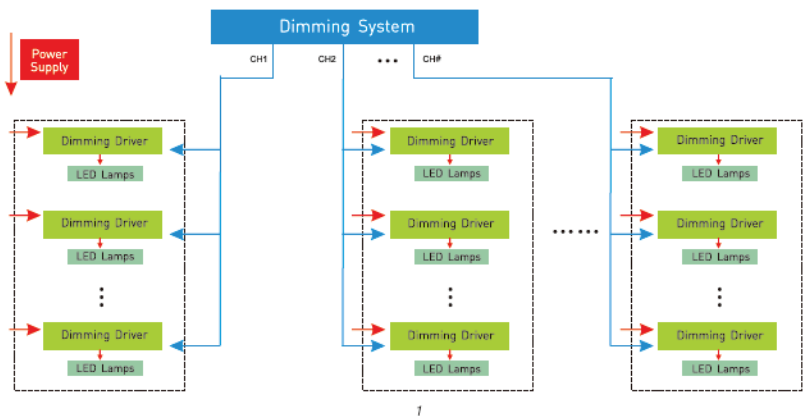 Dimming System
CH1
CH2
•••
CH#
Power
Supply
Dimming Driver
LED Lamps
Dimming Driver
LED Lamps
Dimming Driver
LED Lamps
Dimming Driver
LED Lamps
Dimming Driver
LED Lamps
Dimming Driver
LED Lamps
Dimming Driver
LED Lamps
Dimming Driver
LED Lamps
Dimming Driver
LED Lamps
1